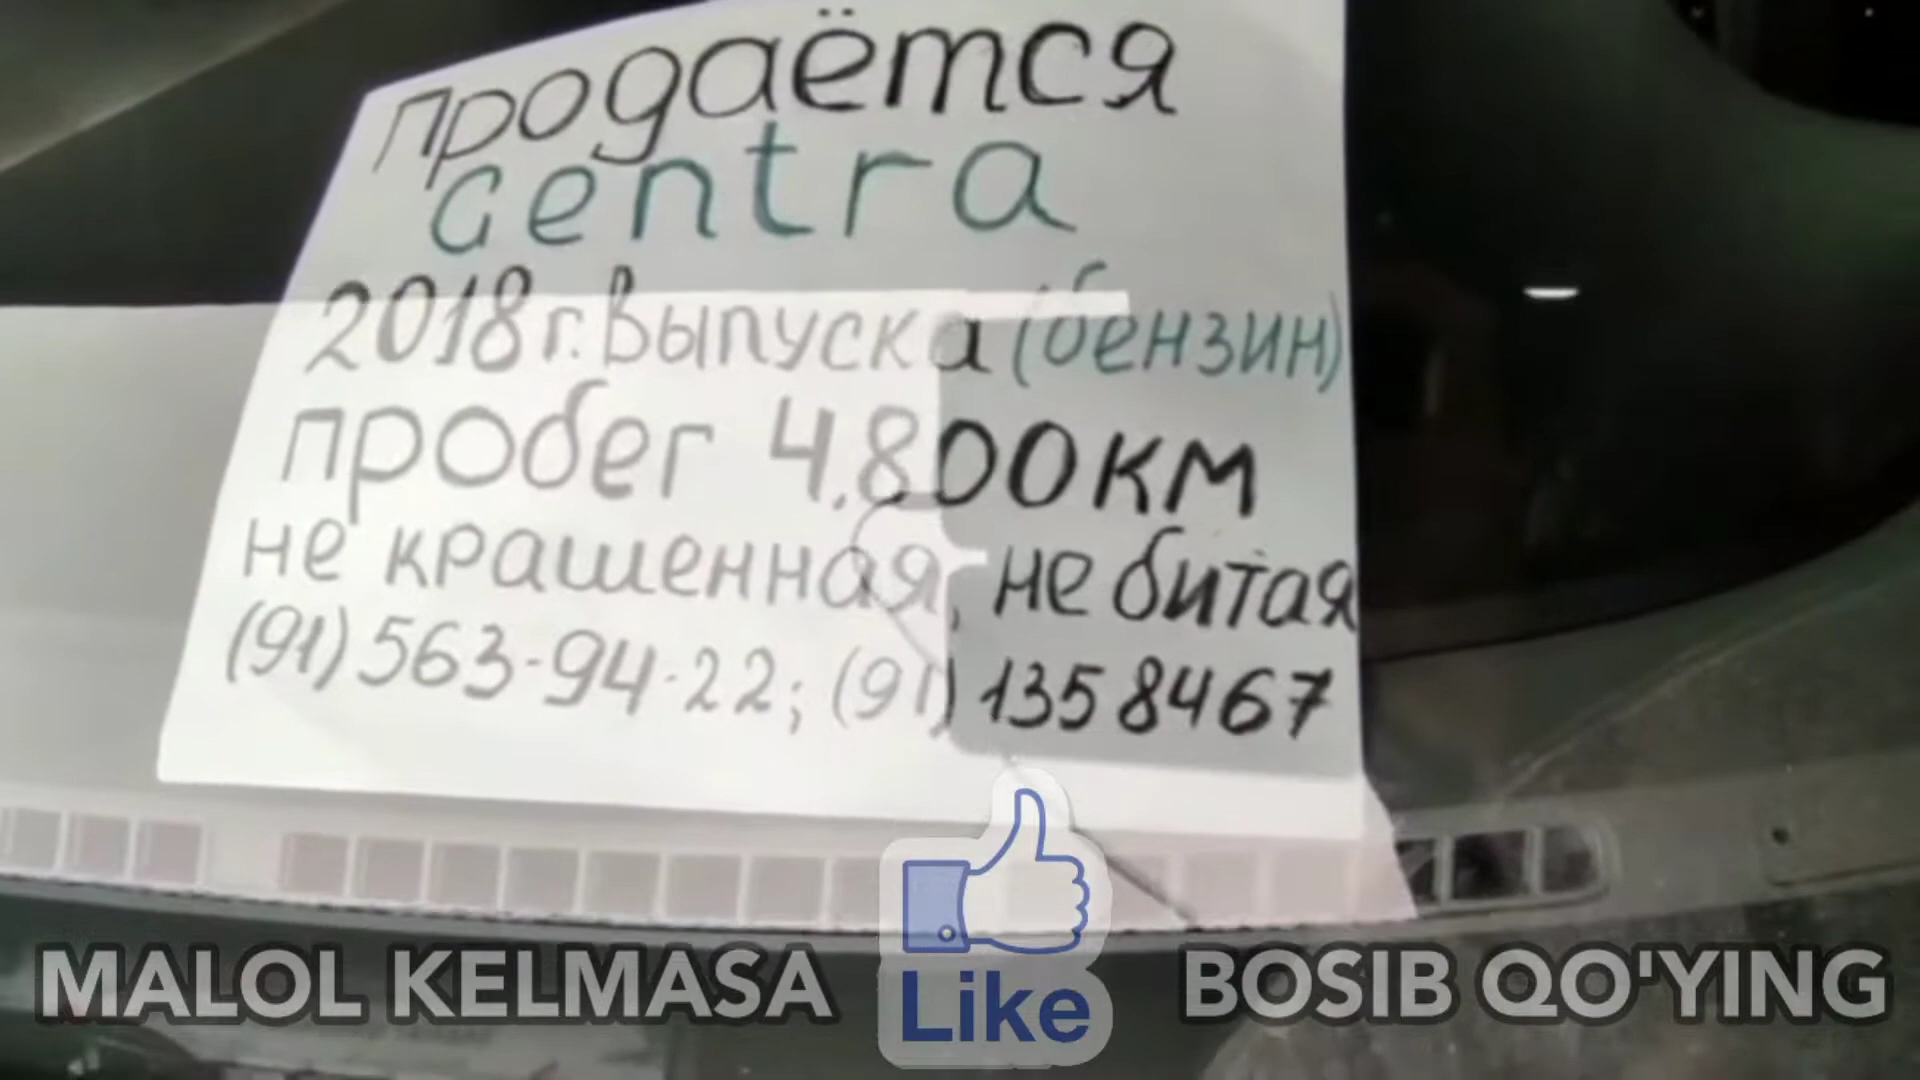 продаётся
Gentra
2018 г. выпуска (бензин)
пробег 4.800 км
не крашенная, не битая
(91) 563-94-22; (91) 1358467
MALOL KELMASA
Like
BOSIB QO'YING